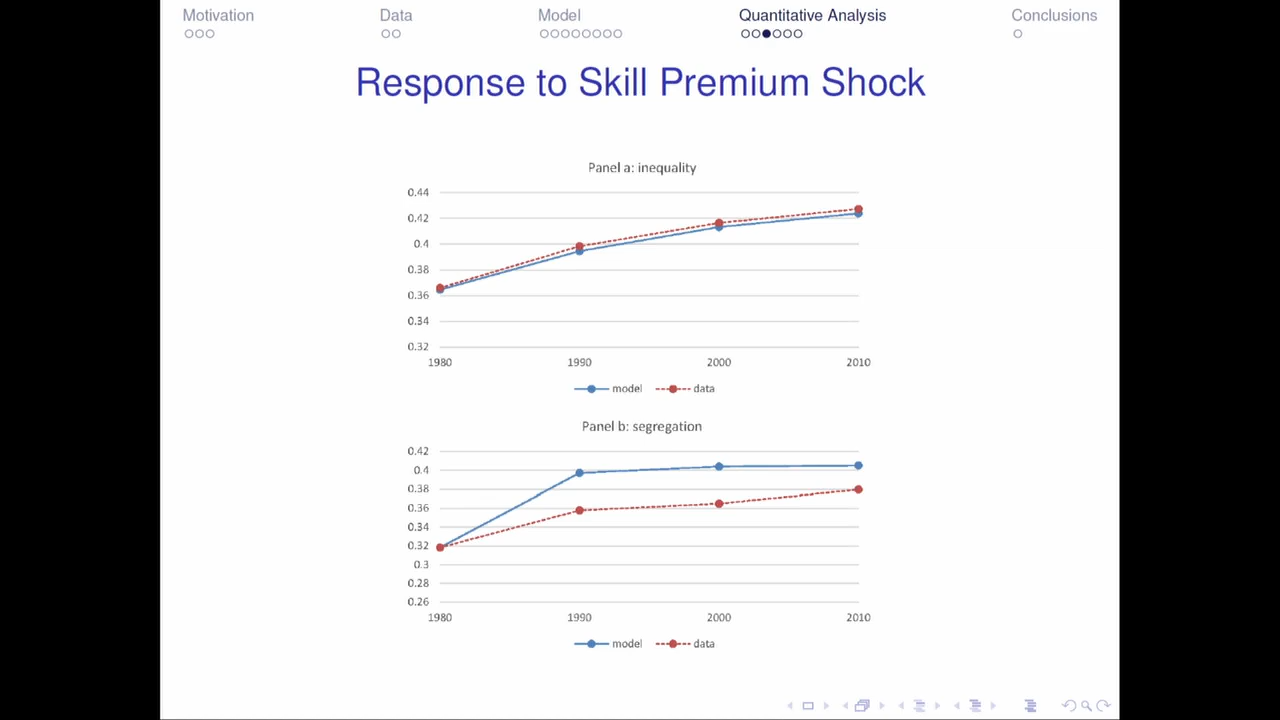 Motivation Data Model Quantitative Analysis Conclusions
Response to Skill Premium Shock
Panel a: inequality
0.44
0.42
0.4
0.38
0.36
0.34
0.32
1980 1990 2000 2010
model data
Panel b: segregation
0.42
0.4
0.38
0.36
0.34
0.32
0.3
0.28
0.26
1980 1990 2000 2010
model data